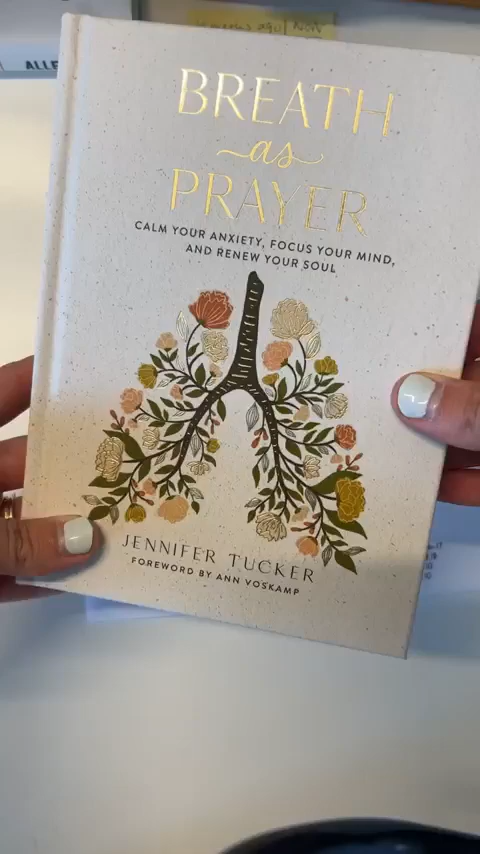 ALLE
BREATH
as
PRAYER
CALM YOUR ANXIETY, FOCUS YOUR MIND,
AND RENEW YOUR SOUL
JENNIFER TUCKER
FOREWORD BY ANN VOSKAMP